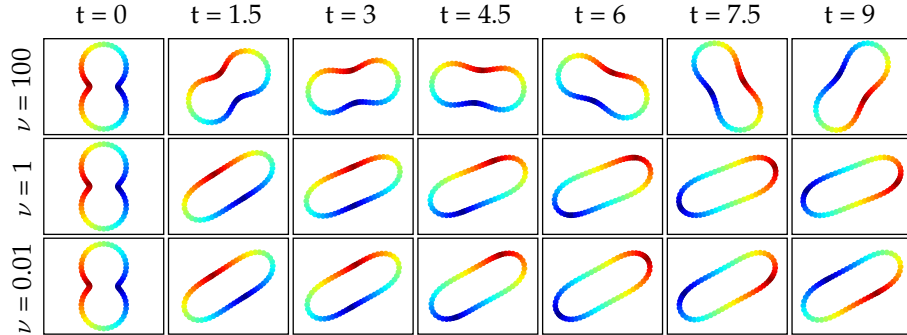 t = 0 t = 1.5 t = 3 t = 4.5 t = 6 t = 7.5 t = 9
ν = 100
ν = 1
ν = 0.01